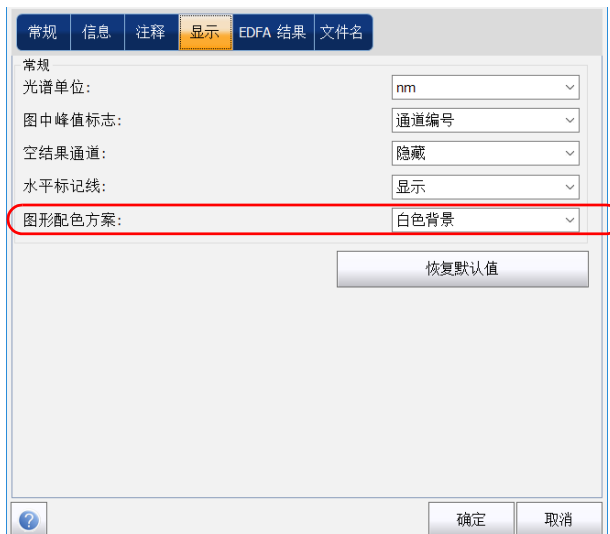 常规 信息 注释 显示 EDFA 结果 文件名
常规
光谱单位: nm
图中峰值标志: 通道编号
空结果通道: 隐藏
水平标记线: 显示
图形配色方案: 白色背景
恢复默认值
? 确定 取消